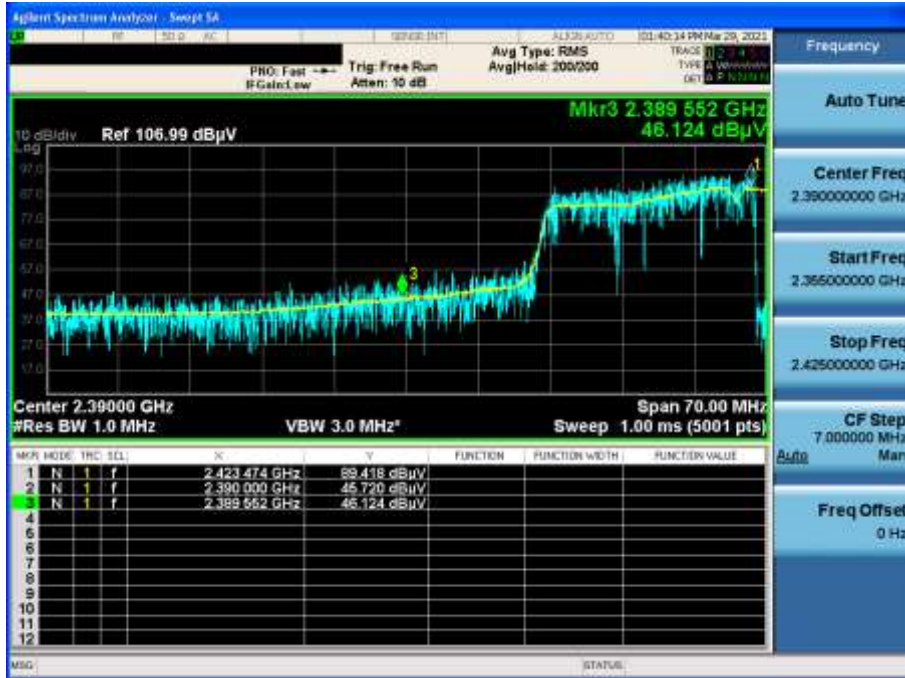 Agilent Spectrum Analyzer - Swept SA
RF 50 Ω AC SENSE:INT ALIGN AUTO 01:40:14 PM Mar 29, 2021
Frequency
PNO: Fast
IFGain:Low
Trig: Free Run
Atten: 10 dB
Avg Type: RMS
Avg|Hold: 200/200
TRACE 1 2 3 4 5 6
TYPE
DET A P N N N N
Auto Tune
Mkr3 2.389 552 GHz
46.124 dBµV
10 dB/div Ref 106.99 dBµV
Log
97.0
87.0
77.0
67.0
57.0
47.0
37.0
27.0
17.0
1
3
Center Freq
2.390000000 GHz
Start Freq
2.355000000 GHz
Stop Freq
2.425000000 GHz
Center 2.39000 GHz
Span 70.00 MHz
#Res BW 1.0 MHz
VBW 3.0 MHz*
Sweep 1.00 ms (5001 pts)
CF Step
7.000000 MHz
Auto Man
MKR MODE TRC SCL X Y FUNCTION FUNCTION WIDTH FUNCTION VALUE
1 N 1 f 2.423 474 GHz 89.418 dBµV
2 N 1 f 2.390 000 GHz 45.720 dBµV
3 N 1 f 2.389 552 GHz 46.124 dBµV
4
5
6
7
8
9
10
11
12
Freq Offset
0 Hz
MSG
STATUS